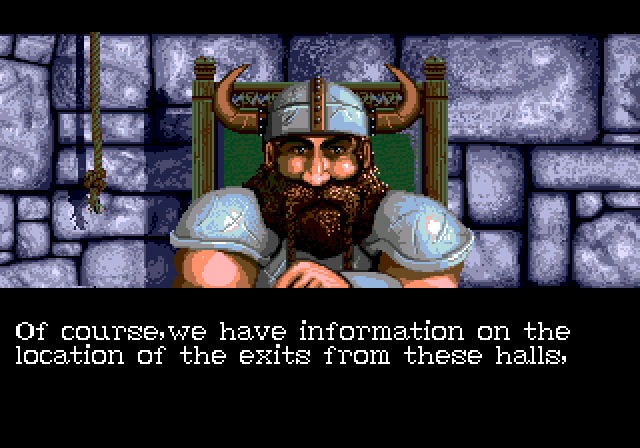 Of course,we have information on the
location of the exits from these halls,